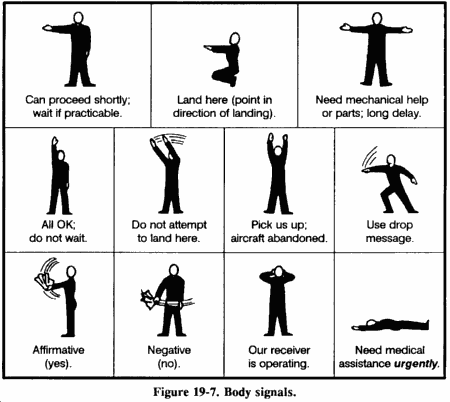 Can proceed shortly;
wait if practicable.
Land here (point in
direction of landing).
Need mechanical help
or parts; long delay.
All OK;
do not wait.
Do not attempt
to land here.
Pick us up;
aircraft abandoned.
Use drop
message.
Affirmative
(yes).
Negative
(no).
Our receiver
is operating.
Need medical
assistance urgently.
Figure 19-7. Body signals.